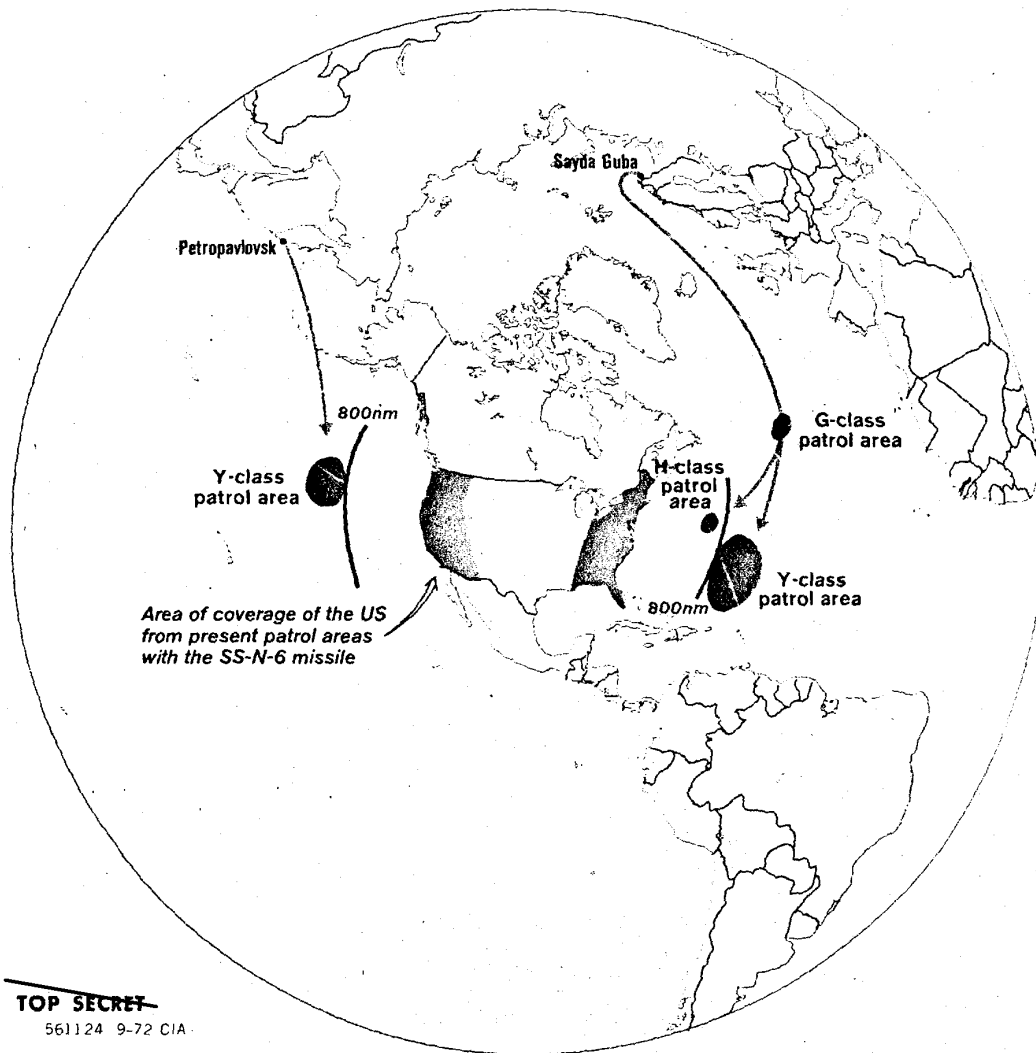 Sayda Guba
Petropavlovsk
800nm
G-class
patrol area
H-class
patrol
area
Y-class
patrol area
800nm
Y-class
patrol area
Area of coverage of the US
from present patrol areas
with the SS-N-6 missile
TOP SECRET
561124 9-72 CIA